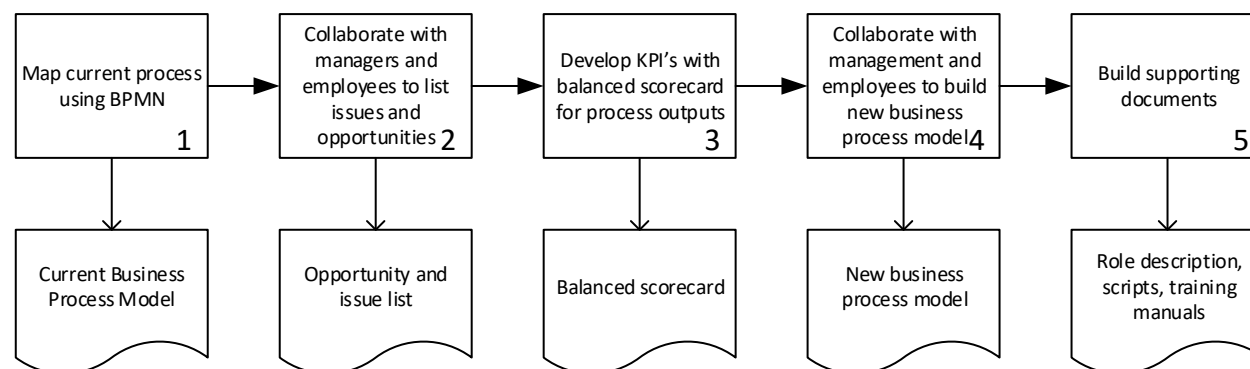 Map current process
using BPMN
1
Collaborate with
managers and
employees to list
issues and
opportunities 2
Develop KPI's with
balanced scorecard
for process outputs
3
Collaborate with
management and
employees to build
new business
process model 4
Build supporting
documents
5
Current Business
Process Model
Opportunity and
issue list
Balanced scorecard
New business
process model
Role description,
scripts, training
manuals